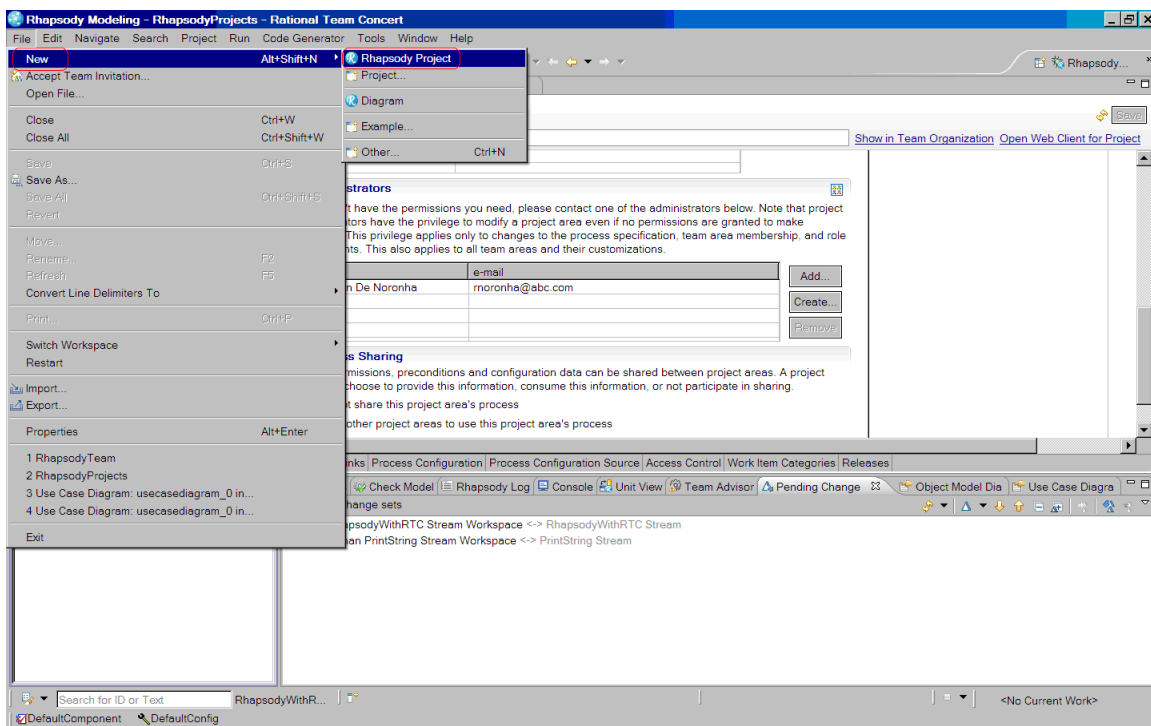 Rhapsody Modeling - RhapsodyProjects - Rational Team Concert
File Edit Navigate Search Project Run Code Generator Tools Window Help
New Alt+Shift+N
Accept Team Invitation...
Open File...
Close Ctrl+W
Close All Ctrl+Shift+W
Save Ctrl+S
Save As...
Save All Ctrl+Shift+S
Revert
Move...
Rename... F2
Refresh F5
Convert Line Delimiters To
Print... Ctrl+P
Switch Workspace
Restart
Import...
Export...
Properties Alt+Enter
1 RhapsodyTeam
2 RhapsodyProjects
3 Use Case Diagram: usecasediagram_0 in...
4 Use Case Diagram: usecasediagram_0 in...
Exit
Rhapsody Project
Project...
Diagram
Example...
Other... Ctrl+N
Rhapsody...
Save
Show in Team Organization Open Web Client for Project
strators
't have the permissions you need, please contact one of the administrators below. Note that project
ators have the privilege to modify a project area even if no permissions are granted to make
This privilege applies only to changes to the process specification, team area membership, and role
nts. This also applies to all team areas and their customizations.
e-mail
n De Noronha rnoronha@abc.com
Add...
Create...
Remove
ss Sharing
missions, preconditions and configuration data can be shared between project areas. A project
choose to provide this information, consume this information, or not participate in sharing.
t share this project area's process
other project areas to use this project area's process
inks Process Configuration Process Configuration Source Access Control Work Item Categories Releases
Check Model Rhapsody Log Console Unit View Team Advisor Pending Change Object Model Dia Use Case Diagra
hange sets
apsodyWithRTC Stream Workspace <-> RhapsodyWithRTC Stream
an PrintString Stream Workspace <-> PrintString Stream
Search for ID or Text RhapsodyWithR... <No Current Work>
DefaultComponent DefaultConfig